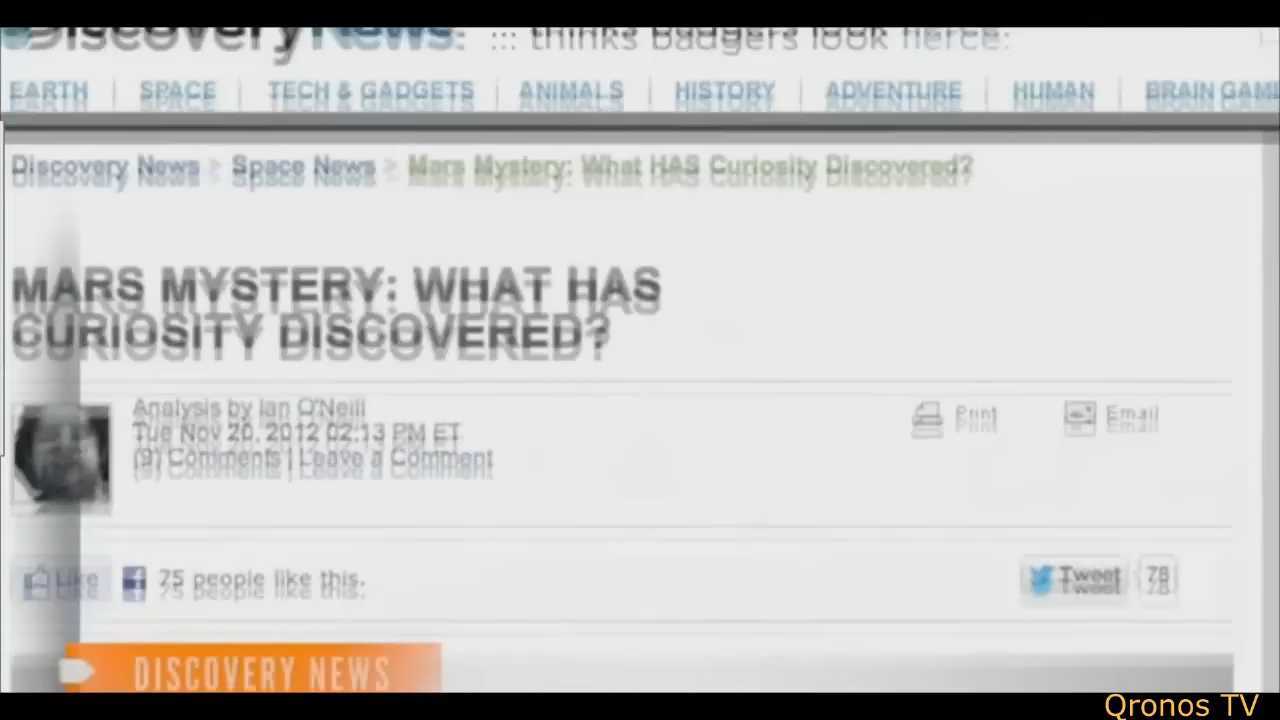 DiscoveryNews: ::: thinks badgers look fierce:
EARTH | SPACE | TECH & GADGETS | ANIMALS | HISTORY | ADVENTURE | HUMAN | BRAIN GAM
Discovery News > Space News > Mars Mystery: What HAS Curiosity Discovered?
MARS MYSTERY: WHAT HAS
CURIOSITY DISCOVERED?
Analysis by Ian O'Neill
Tue Nov 20, 2012 02:13 PM ET
(9) Comments | Leave a Comment
Print Email
Like 75 people like this. Tweet 78
DISCOVERY NEWS
Qronos TV